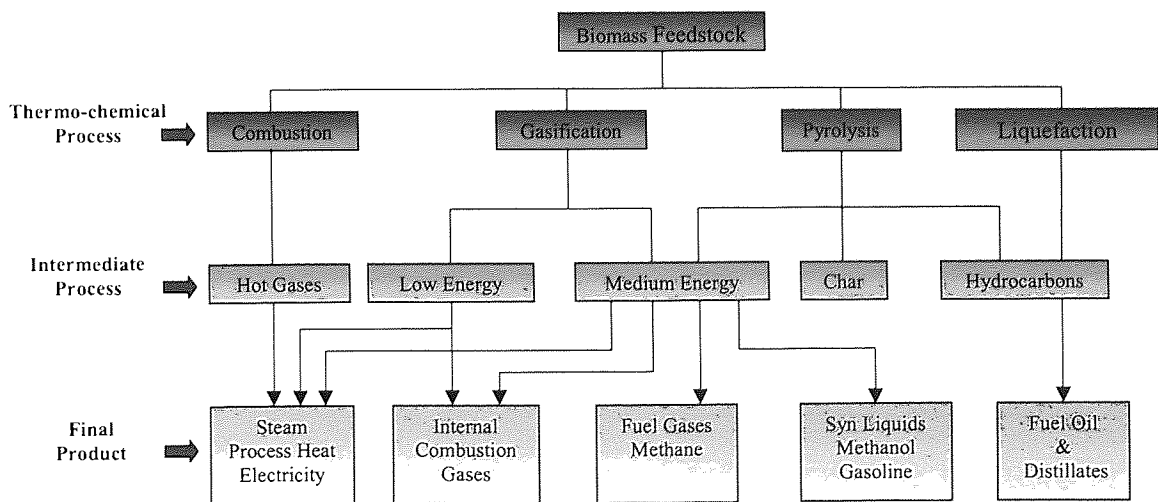 Biomass Feedstock
Thermo-chemical
Process
Combustion
Gasification
Pyrolysis
Liquefaction
Intermediate
Process
Hot Gases
Low Energy
Medium Energy
Char
Hydrocarbons
Final
Product
Steam
Process Heat
Electricity
Internal
Combustion
Gases
Fuel Gases
Methane
Syn Liquids
Methanol
Gasoline
Fuel Oil
&
Distillates